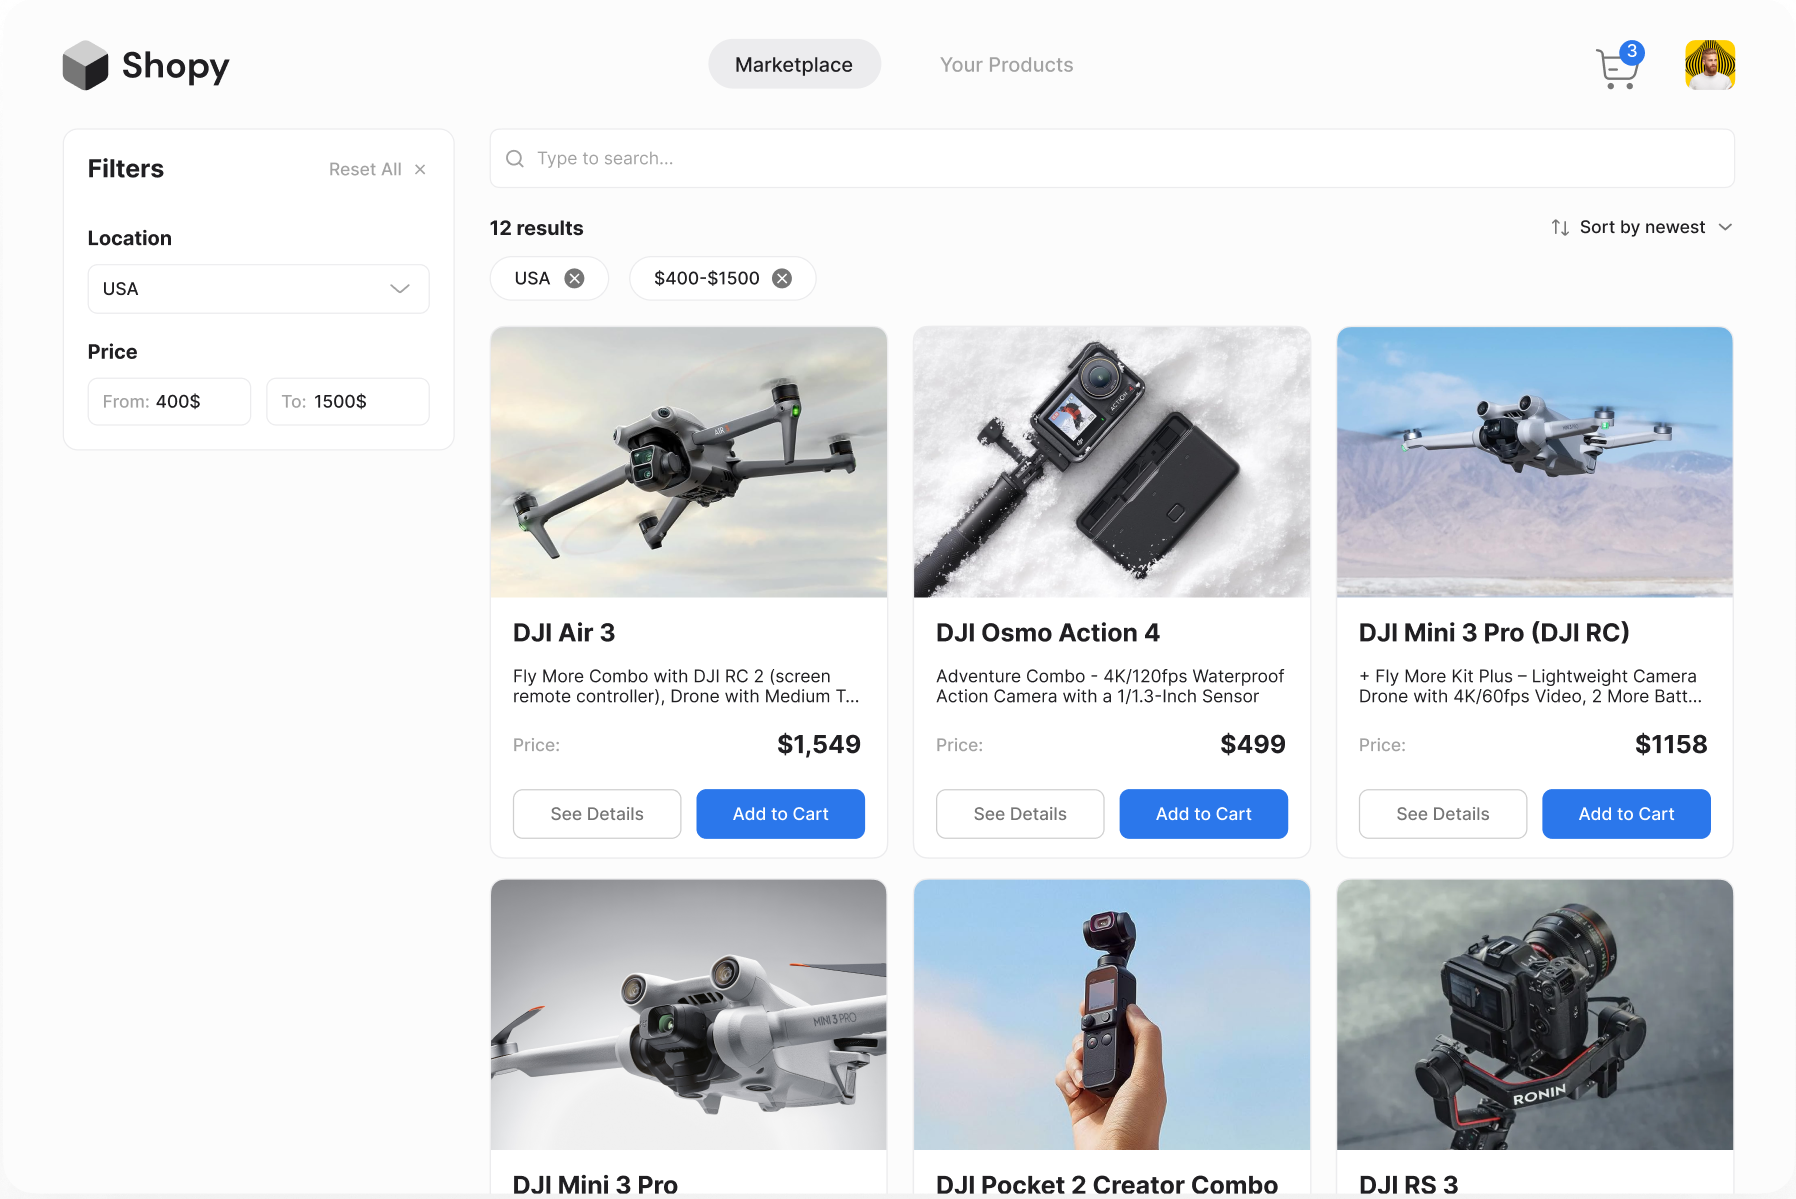 Shopy
Marketplace
Your Products
3
Filters
Reset All
Location
USA
Price
From: 400$
To: 1500$
Type to search...
12 results
Sort by newest
USA
$400-$1500
AIR
ACTION
MINI 3 PRO
DJI Air 3
Fly More Combo with DJI RC 2 (screen
remote controller), Drone with Medium T...
Price:
$1,549
See Details
Add to Cart
DJI Osmo Action 4
Adventure Combo - 4K/120fps Waterproof
Action Camera with a 1/1.3-Inch Sensor
Price:
$499
See Details
Add to Cart
DJI Mini 3 Pro (DJI RC)
+ Fly More Kit Plus – Lightweight Camera
Drone with 4K/60fps Video, 2 More Batt...
Price:
$1158
See Details
Add to Cart
MINI 3 PRO
RONIN
DJI Mini 3 Pro
DJI Pocket 2 Creator Combo
DJI RS 3